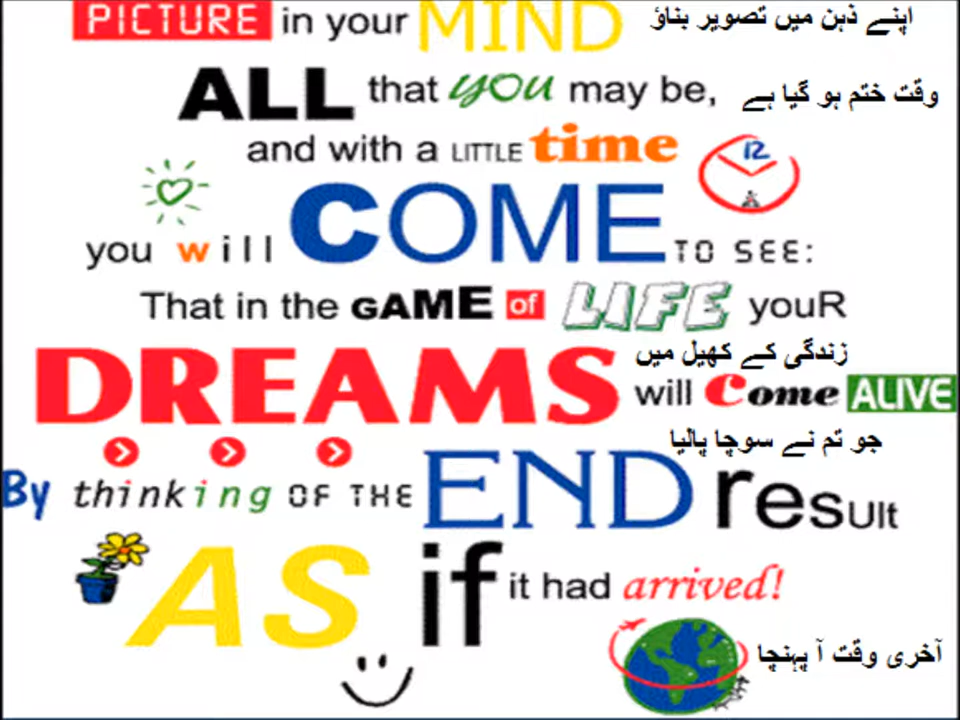 PICTURE in your MIND اپنے ذہن میں تصویر بناؤ
ALL that you may be, وقت ختم ہو گیا ہے
and with a LITTLE time
12
you will COME TO SEE:
That in the GAME of LIFE youR
زندگی کے کھیل میں
DREAMS will come ALIVE
جو تم نے سوچا پالیا
By thinking OF THE END resUlt
AS if it had arrived!
آخری وقت آ پہنچا